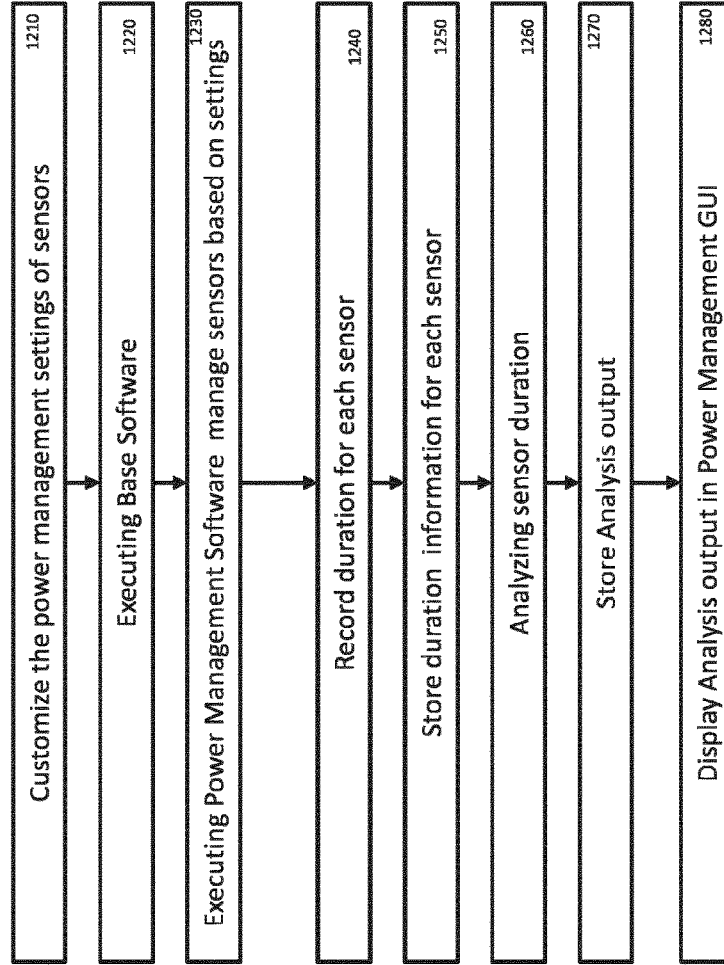 Customize the power management settings of sensors 1210
Executing Base Software 1220
Executing Power Management Software manage sensors based on settings 1230
Record duration for each sensor 1240
Store duration information for each sensor 1250
Analyzing sensor duration 1260
Store Analysis output 1270
Display Analysis output in Power Management GUI 1280